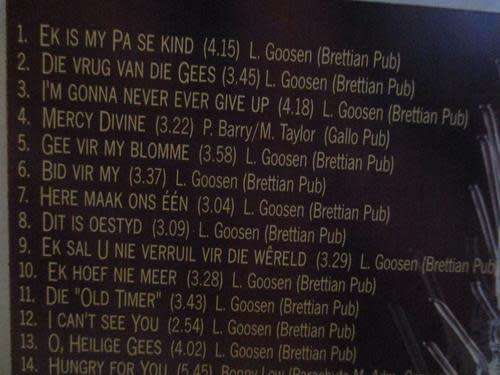 1. EK IS MY PA SE KIND (4.15) L. Goosen (Brettian Pub)
2. DIE VRUG VAN DIE GEES (3.45) L. Goosen (Brettian Pub)
3. I'M GONNA NEVER EVER GIVE UP (4.18) L. Goosen (Brettian Pub)
4. MERCY DIVINE (3.22) P. Barry/M. Taylor (Gallo Pub)
5. GEE VIR MY BLOMME (3.58) L. Goosen (Brettian Pub)
6. BID VIR MY (3.37) L. Goosen (Brettian Pub)
7. HERE MAAK ONS ÉÉN (3.04) L. Goosen (Brettian Pub)
8. DIT IS OESTYD (3.09) L. Goosen (Brettian Pub)
9. EK SAL U NIE VERRUIL VIR DIE WÊRELD (3.29) L. Goosen (Brettian Pub
10. EK HOEF NIE MEER (3.28) L. Goosen (Brettian Pub)
11. DIE "OLD TIMER" (3.43) L. Goosen (Brettian Pub)
12. I CAN'T SEE YOU (2.54) L. Goosen (Brettian Pub)
13. O, HEILIGE GEES (4.02) L. Goosen (Brettian Pub)
14. HUNGRY FOR YOU (5.45)